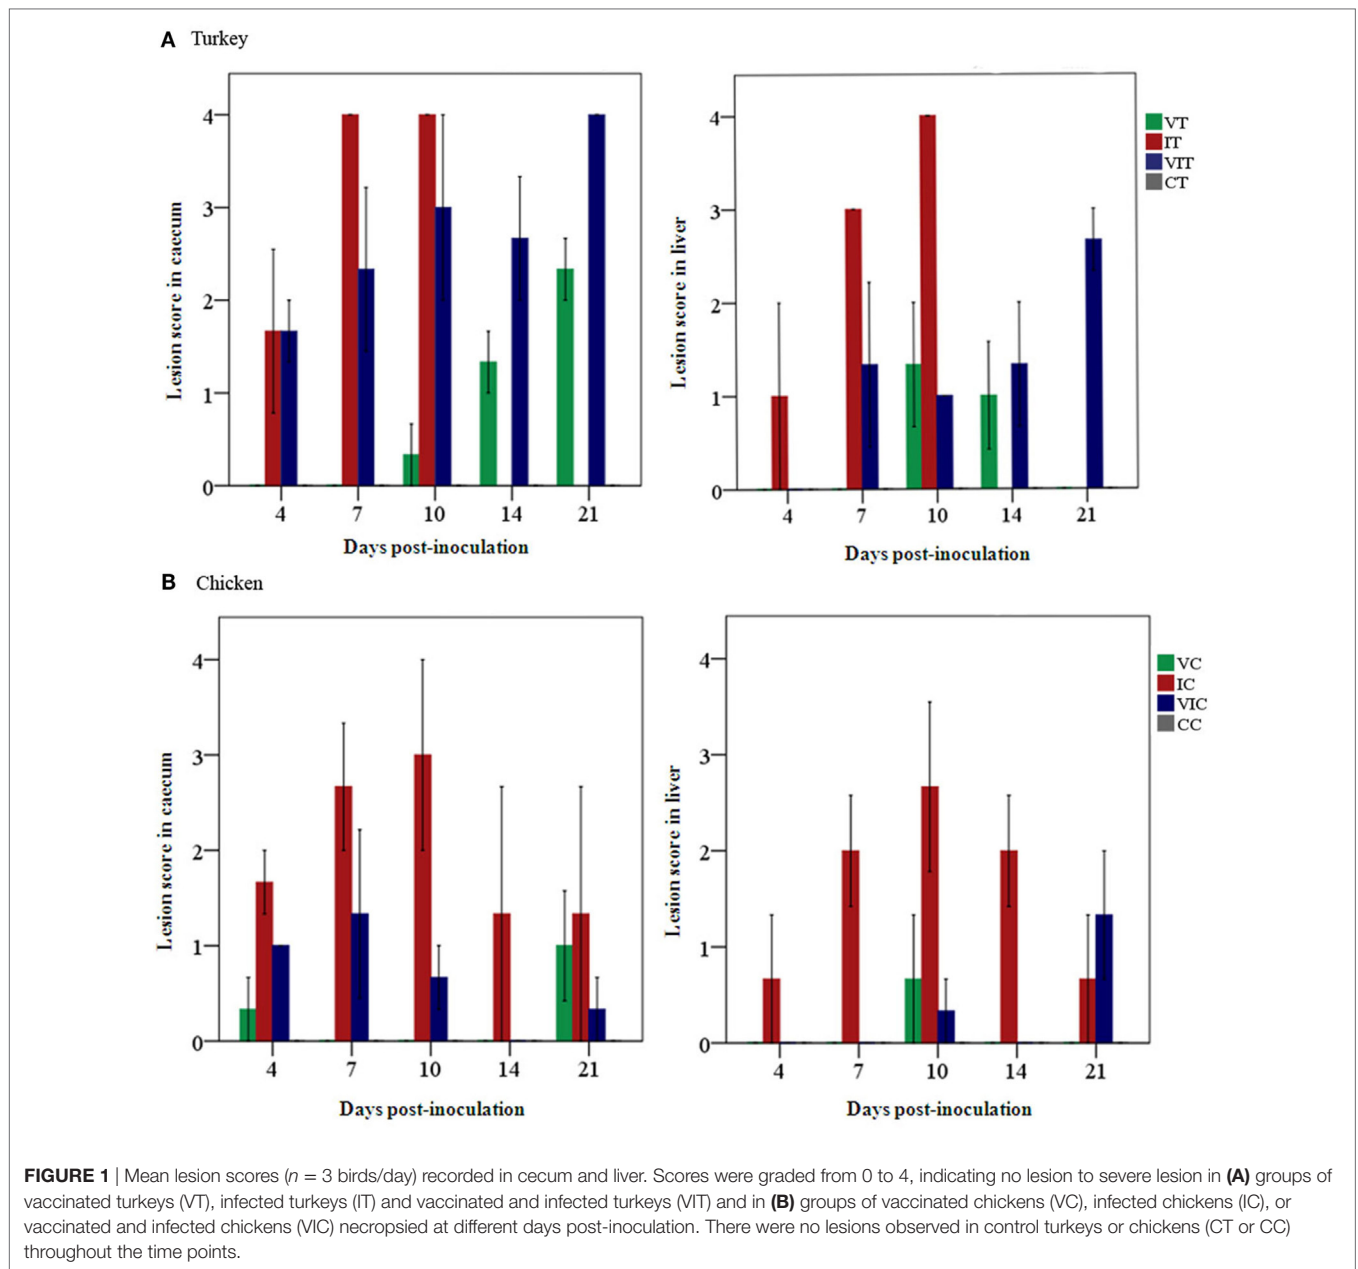 A Turkey
4
3
2
1
0
Lesion score in caecum
4 7 10 14 21
Days post-inoculation
4
3
2
1
0
Lesion score in liver
4 7 10 14 21
Days post-inoculation
VT
IT
VIT
CT
B Chicken
4
3
2
1
0
Lesion score in caecum
4 7 10 14 21
Days post-inoculation
4
3
2
1
0
Lesion score in liver
4 7 10 14 21
Days post-inoculation
VC
IC
VIC
CC
FIGURE 1 | Mean lesion scores (n = 3 birds/day) recorded in cecum and liver. Scores were graded from 0 to 4, indicating no lesion to severe lesion in (A) groups of
vaccinated turkeys (VT), infected turkeys (IT) and vaccinated and infected turkeys (VIT) and in (B) groups of vaccinated chickens (VC), infected chickens (IC), or
vaccinated and infected chickens (VIC) necropsied at different days post-inoculation. There were no lesions observed in control turkeys or chickens (CT or CC)
throughout the time points.